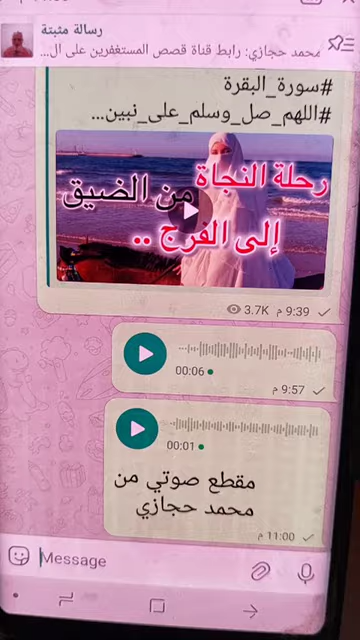 رسالة مثبتة
محمد حجازي: رابط قناة قصص المستغفرين على ال...
#سورة_البقرة
#اللهم_صل_وسلم_على_نبين...
رحلة النجاة من الضيق
إلى الفرج ..
3.7K 9:39 م
00:06
9:57 م
00:01
مقطع صوتي من
محمد حجازي
11:00 م
Message